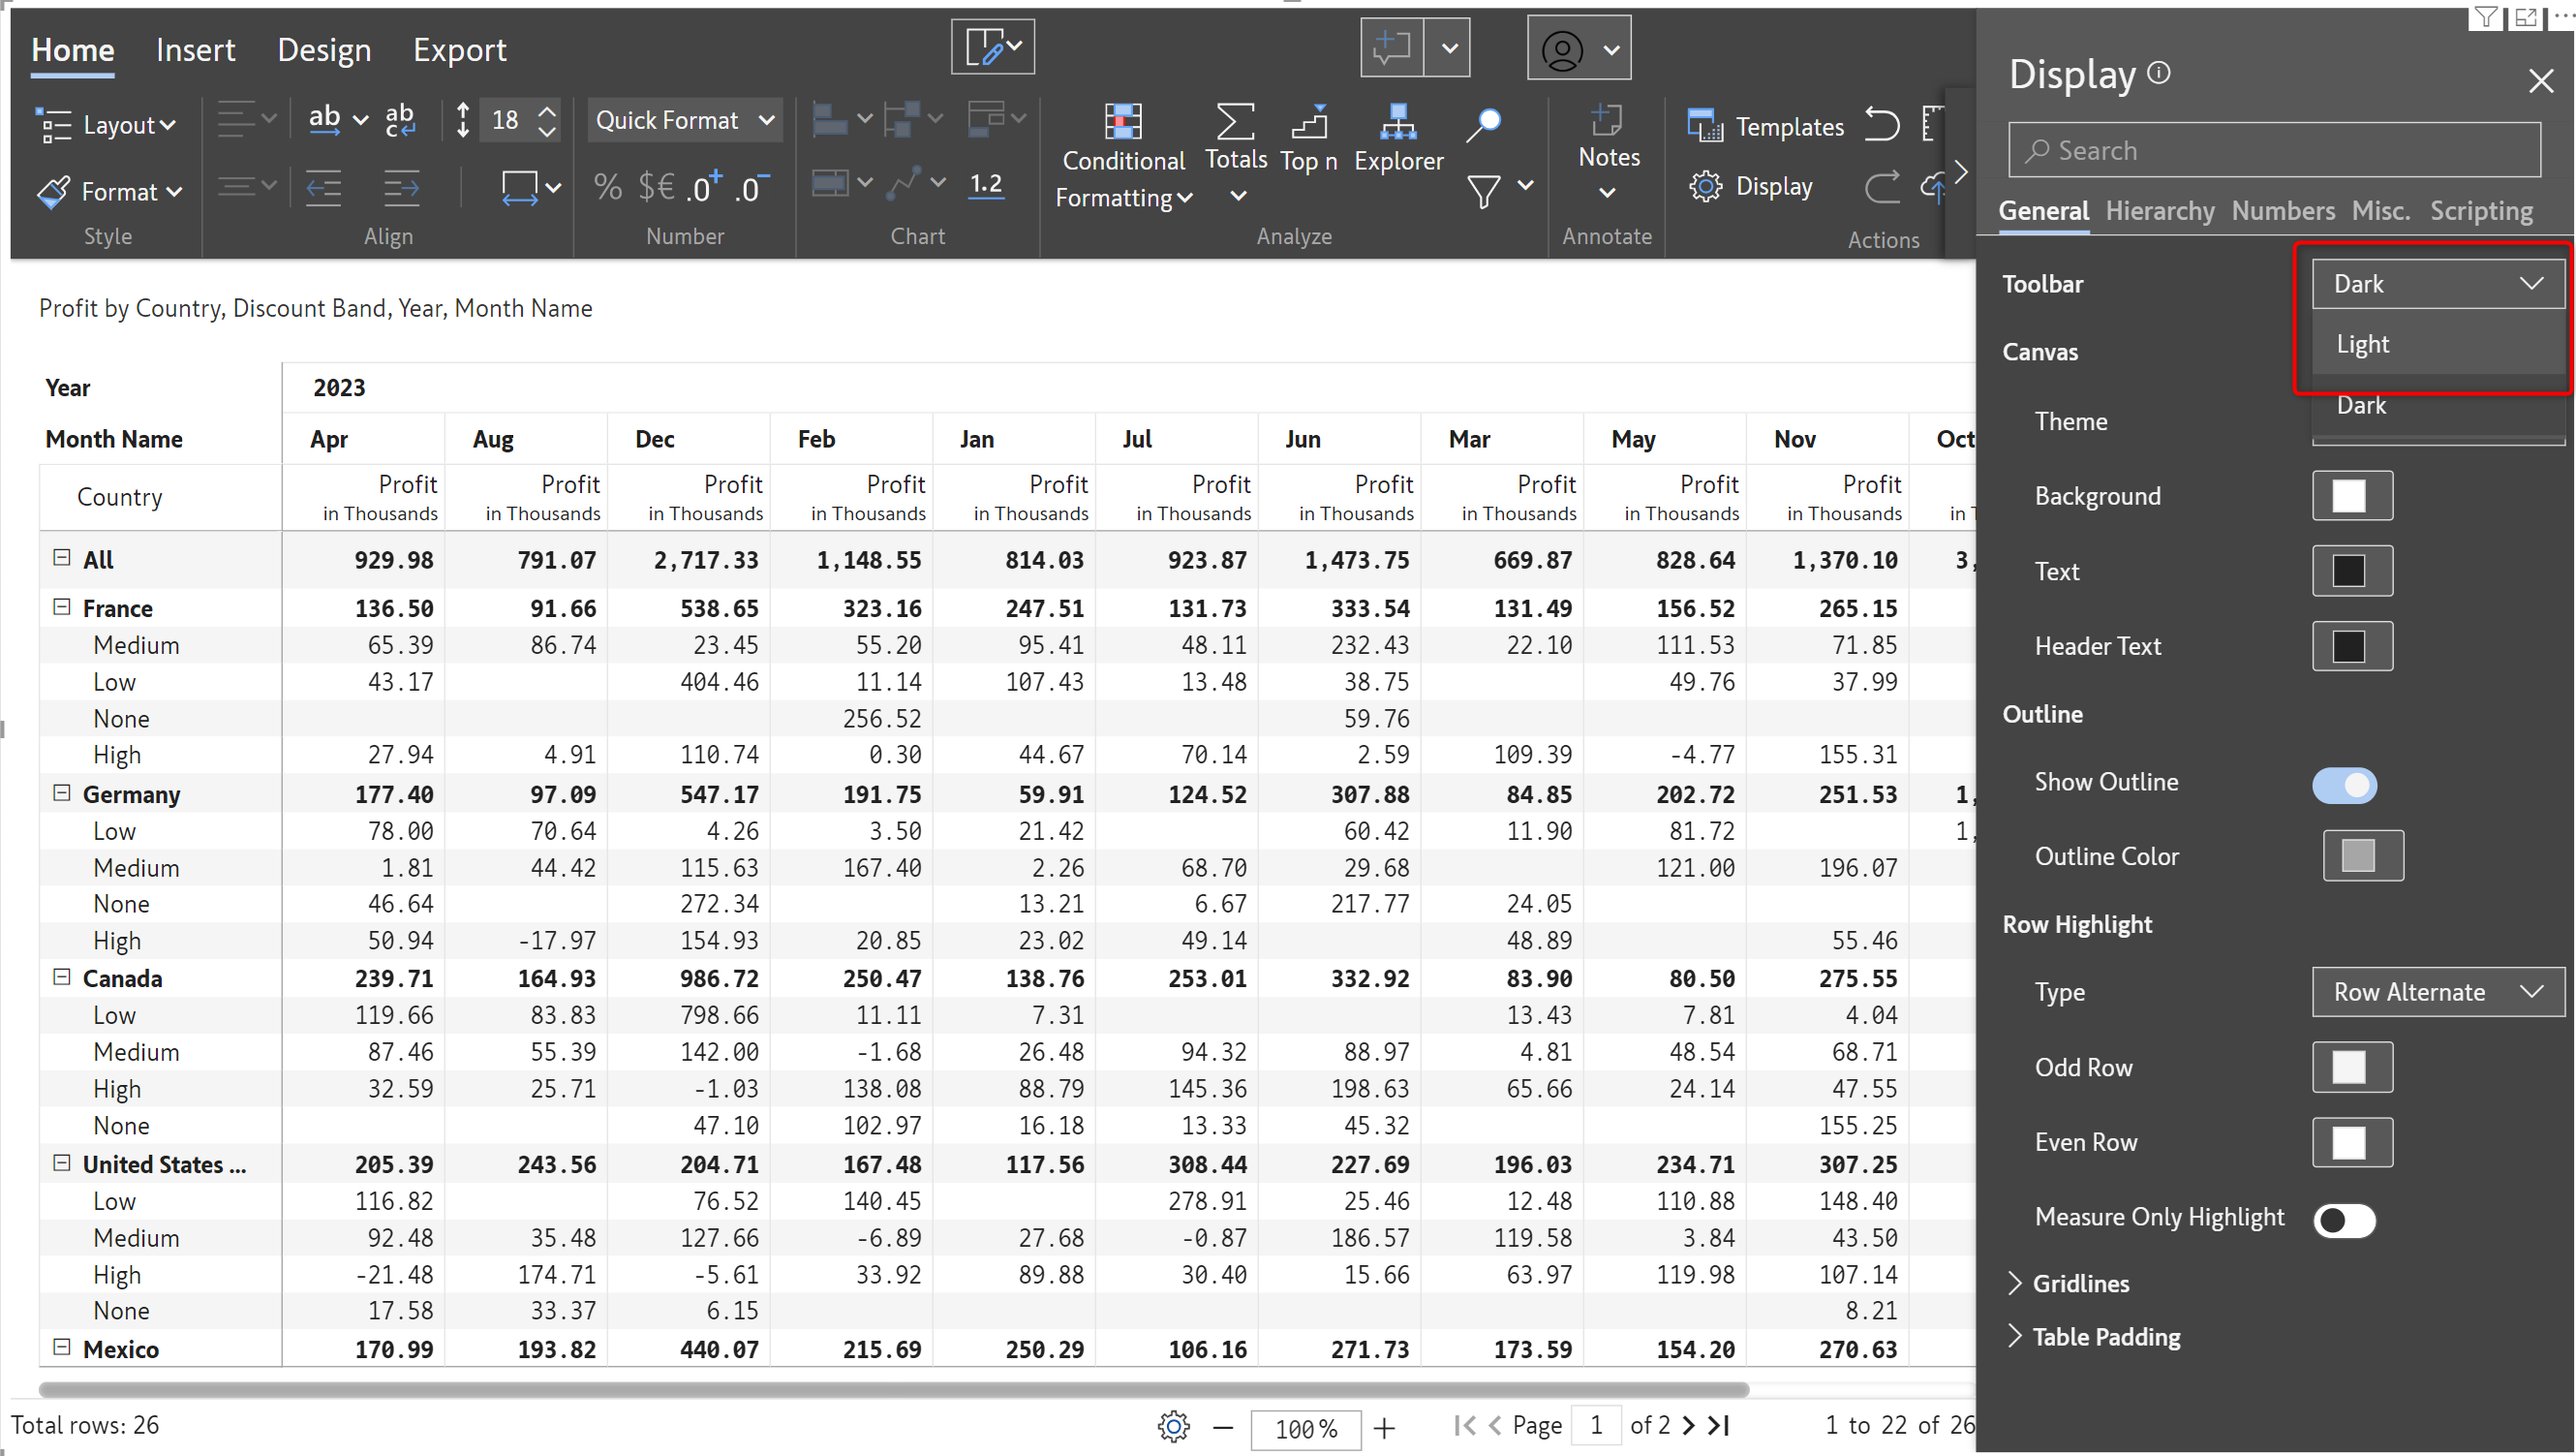 Home Insert Design Export
Layout ab ab c 18 Quick Format Templates
Conditional Formatting Totals Top n Explorer Notes
Format % $€ .0+ .0- 1.2 Display
Style Align Number Chart Analyze Annotate Actions
Display
Search
General Hierarchy Numbers Misc. Scripting
Toolbar Dark
Light
Dark
Canvas
Theme
Background
Text
Header Text
Outline
Show Outline
Outline Color
Row Highlight
Type Row Alternate
Odd Row
Even Row
Measure Only Highlight
Gridlines
Table Padding
Profit by Country, Discount Band, Year, Month Name
Year 2023
Month Name Apr Aug Dec Feb Jan Jul Jun Mar May Nov Oct
Country Profit Profit Profit Profit Profit Profit Profit Profit Profit Profit
in Thousands in Thousands in Thousands in Thousands in Thousands in Thousands in Thousands in Thousands in Thousands in Thousands in
All 929.98 791.07 2,717.33 1,148.55 814.03 923.87 1,473.75 669.87 828.64 1,370.10 3,
France 136.50 91.66 538.65 323.16 247.51 131.73 333.54 131.49 156.52 265.15
Medium 65.39 86.74 23.45 55.20 95.41 48.11 232.43 22.10 111.53 71.85
Low 43.17 404.46 11.14 107.43 13.48 38.75 49.76 37.99
None 256.52 59.76
High 27.94 4.91 110.74 0.30 44.67 70.14 2.59 109.39 -4.77 155.31
Germany 177.40 97.09 547.17 191.75 59.91 124.52 307.88 84.85 202.72 251.53 1,
Low 78.00 70.64 4.26 3.50 21.42 60.42 11.90 81.72 1,
Medium 1.81 44.42 115.63 167.40 2.26 68.70 29.68 121.00 196.07
None 46.64 272.34 13.21 6.67 217.77 24.05
High 50.94 -17.97 154.93 20.85 23.02 49.14 48.89 55.46
Canada 239.71 164.93 986.72 250.47 138.76 253.01 332.92 83.90 80.50 275.55
Low 119.66 83.83 798.66 11.11 7.31 13.43 7.81 4.04
Medium 87.46 55.39 142.00 -1.68 26.48 94.32 88.97 4.81 48.54 68.71
High 32.59 25.71 -1.03 138.08 88.79 145.36 198.63 65.66 24.14 47.55
None 47.10 102.97 16.18 13.33 45.32 155.25
United States ... 205.39 243.56 204.71 167.48 117.56 308.44 227.69 196.03 234.71 307.25
Low 116.82 76.52 140.45 278.91 25.46 12.48 110.88 148.40
Medium 92.48 35.48 127.66 -6.89 27.68 -0.87 186.57 119.58 3.84 43.50
High -21.48 174.71 -5.61 33.92 89.88 30.40 15.66 63.97 119.98 107.14
None 17.58 33.37 6.15 8.21
Mexico 170.99 193.82 440.07 215.69 250.29 106.16 271.73 173.59 154.20 270.63
Total rows: 26 100% Page 1 of 2 1 to 22 of 26